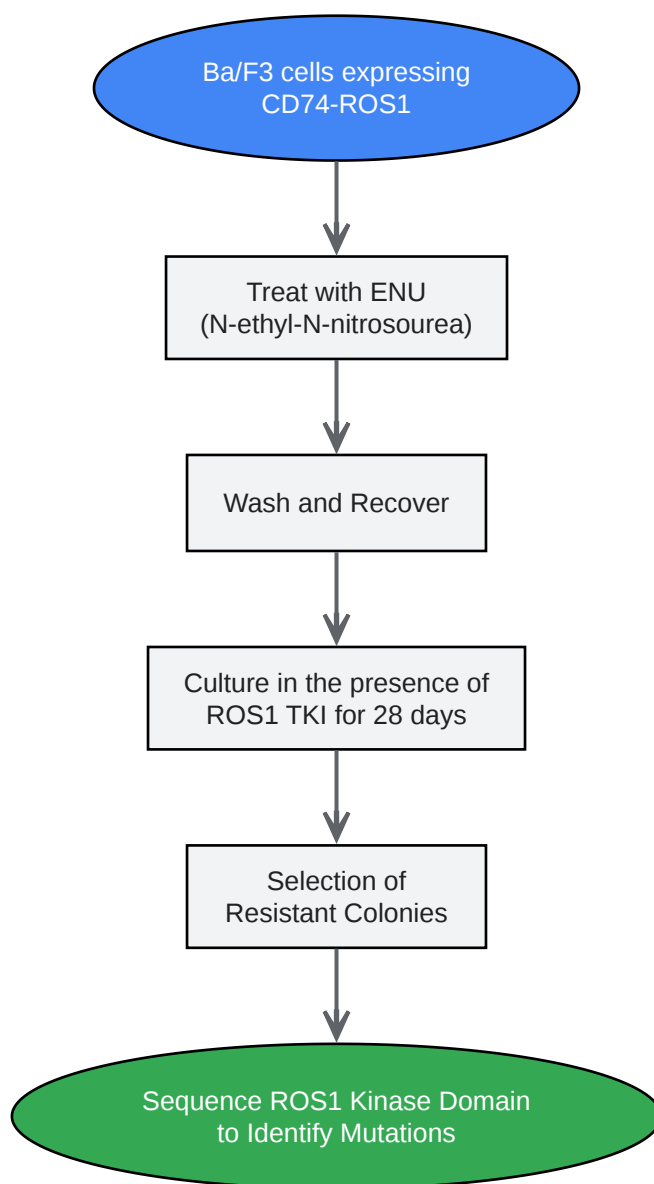 Ba/F3 cells expressing
CD74-ROS1
Treat with ENU
(N-ethyl-N-nitrosourea)
Wash and Recover
Culture in the presence of
ROS1 TKI for 28 days
Selection of
Resistant Colonies
Sequence ROS1 Kinase Domain
to Identify Mutations